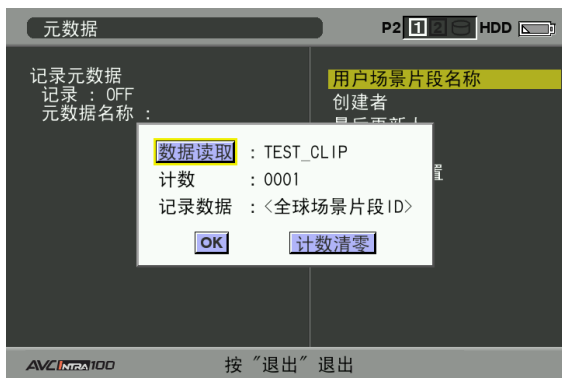 元数据
P2 1 2 HDD
记录元数据
记录 : OFF
元数据名称 :
用户场景片段名称
创建者
数据读取 : TEST_CLIP
计数 : 0001
记录数据 : <全球场景片段ID>
OK
计数清零
AVC INTRA 100
按 "退出" 退出